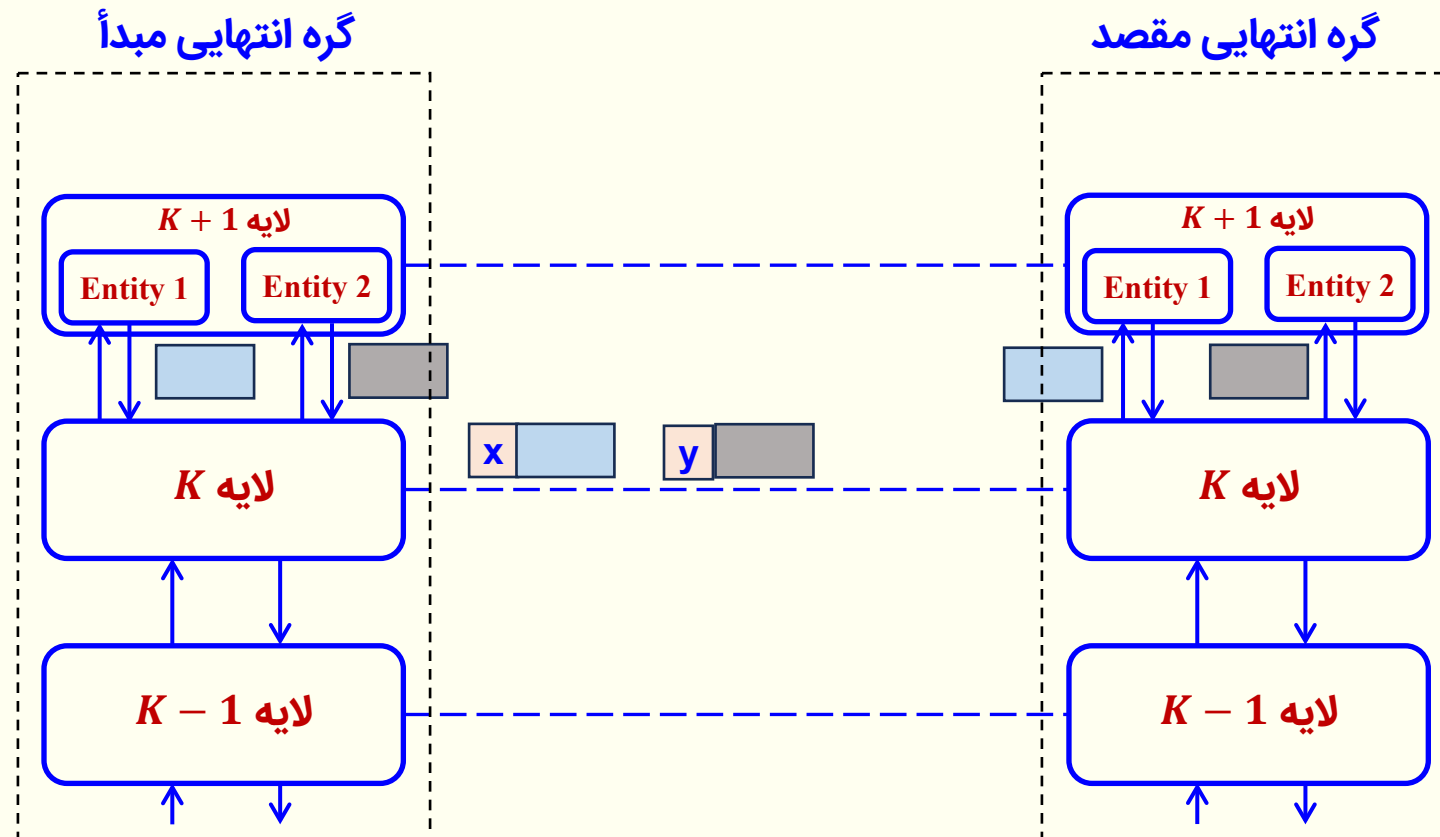 گره انتهایی مبدأ
گره انتهایی مقصد
لایه K + 1
Entity 1
Entity 2
لایه K + 1
Entity 1
Entity 2
x
y
لایه K
لایه K
لایه K − 1
لایه K − 1